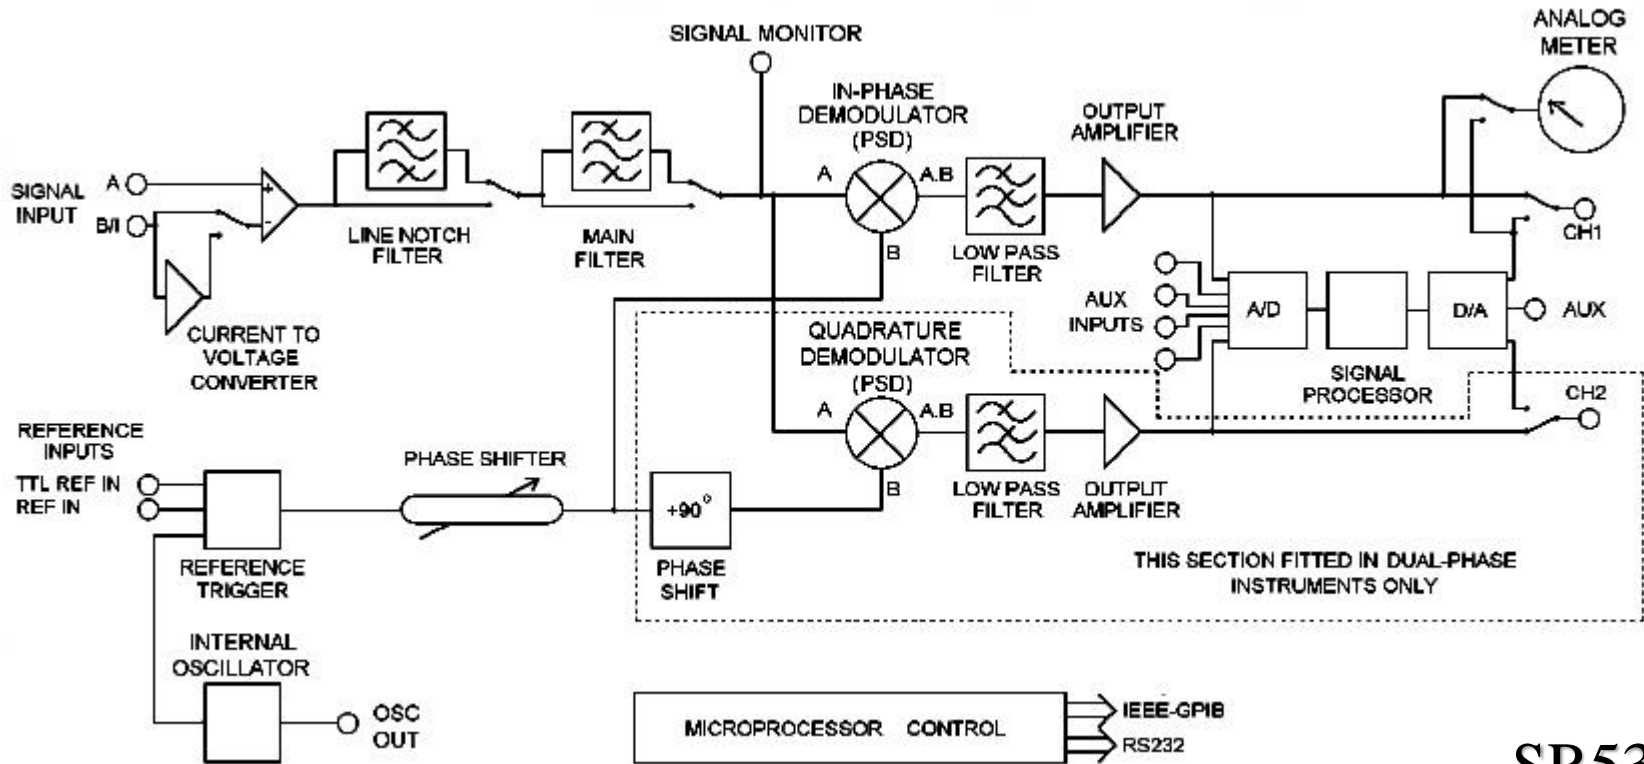 SIGNAL MONITOR
ANALOG
METER
IN-PHASE
DEMODULATOR
(PSD)
OUTPUT
AMPLIFIER
SIGNAL
INPUT
A
B/I
+
-
LINE NOTCH
FILTER
MAIN
FILTER
A
A.B
B
LOW PASS
FILTER
CH1
CURRENT TO
VOLTAGE
CONVERTER
AUX
INPUTS
A/D
D/A
AUX
SIGNAL
PROCESSOR
QUADRATURE
DEMODULATOR
(PSD)
A
A.B
B
CH2
LOW PASS
FILTER
OUTPUT
AMPLIFIER
REFERENCE
INPUTS
TTL REF IN
REF IN
PHASE SHIFTER
+90°
PHASE
SHIFT
REFERENCE
TRIGGER
THIS SECTION FITTED IN DUAL-PHASE
INSTRUMENTS ONLY
INTERNAL
OSCILLATOR
OSC
OUT
MICROPROCESSOR CONTROL
IEEE-GPIB
RS232